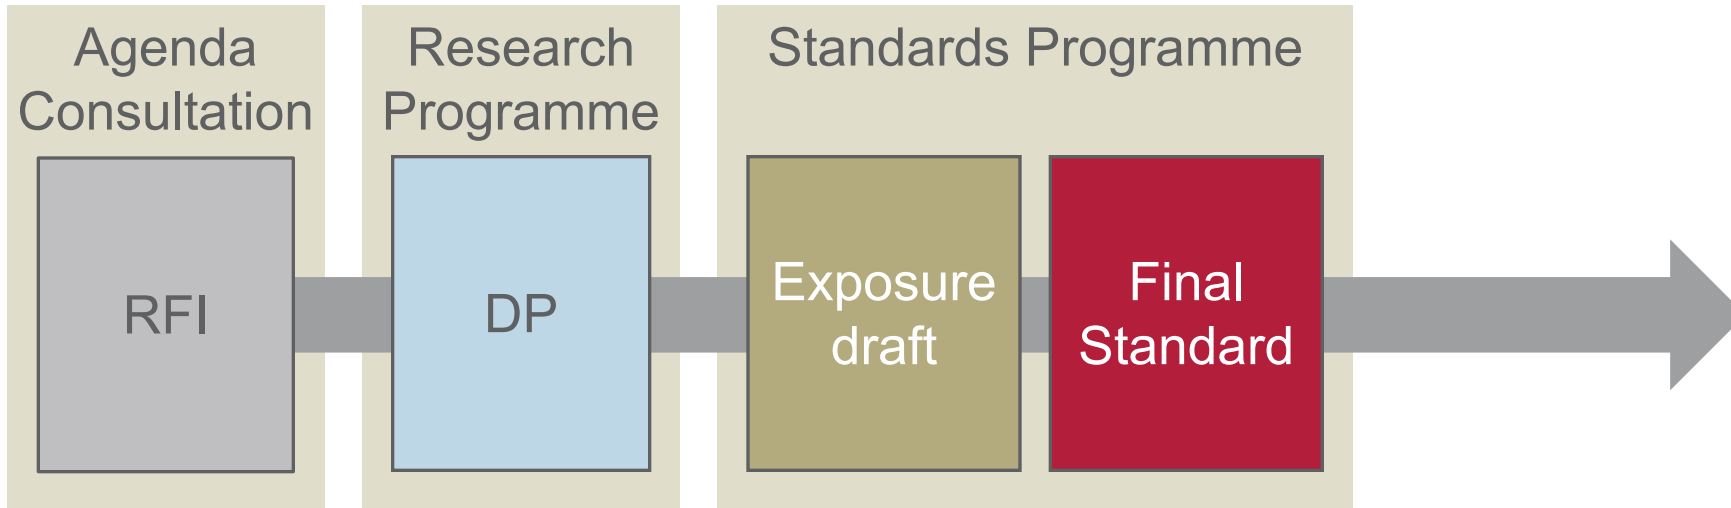 Agenda
Consultation
RFI
Research
Programme
DP
Standards Programme
Exposure
draft
Final
Standard